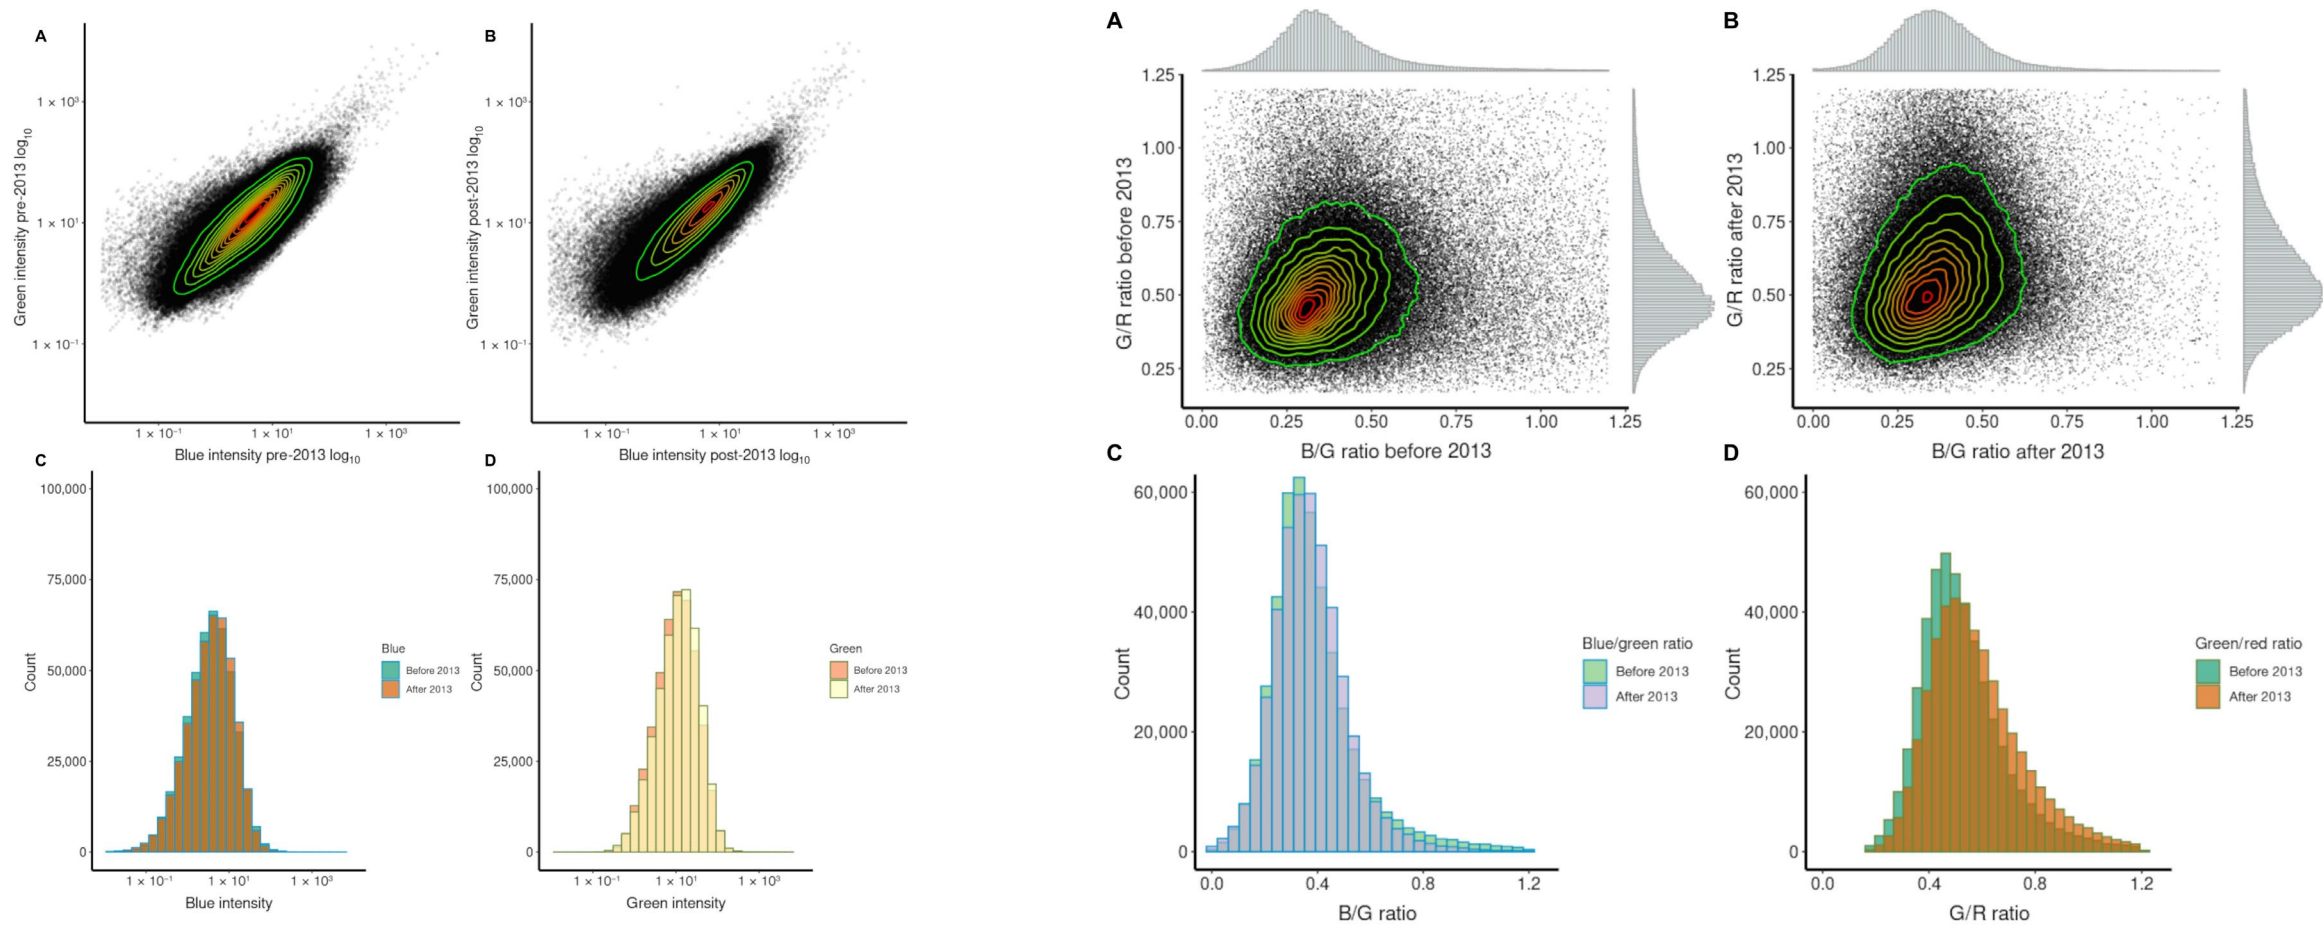 A
Green intensity pre-2013 log10
1 × 10³
1 × 10¹
1 × 10⁻¹
1 × 10⁻¹
1 × 10¹
1 × 10³
Blue intensity pre-2013 log10
B
Green intensity post-2013 log10
1 × 10³
1 × 10¹
1 × 10⁻¹
1 × 10⁻¹
1 × 10¹
1 × 10³
Blue intensity post-2013 log10
C
Count
100,000
75,000
50,000
25,000
0
1 × 10⁻¹
1 × 10¹
1 × 10³
Blue intensity
Blue
Before 2013
After 2013
D
Count
100,000
75,000
50,000
25,000
0
1 × 10⁻¹
1 × 10¹
1 × 10³
Green intensity
Green
Before 2013
After 2013
A
G/R ratio before 2013
1.25
1.00
0.75
0.50
0.25
0.00
0.25
0.50
0.75
1.00
1.25
B/G ratio before 2013
B
G/R ratio after 2013
1.25
1.00
0.75
0.50
0.25
0.00
0.25
0.50
0.75
1.00
1.25
B/G ratio after 2013
C
Count
60,000
40,000
20,000
0
0.0
0.4
0.8
1.2
B/G ratio
Blue/green ratio
Before 2013
After 2013
D
Count
60,000
40,000
20,000
0
0.0
0.4
0.8
1.2
G/R ratio
Green/red ratio
Before 2013
After 2013